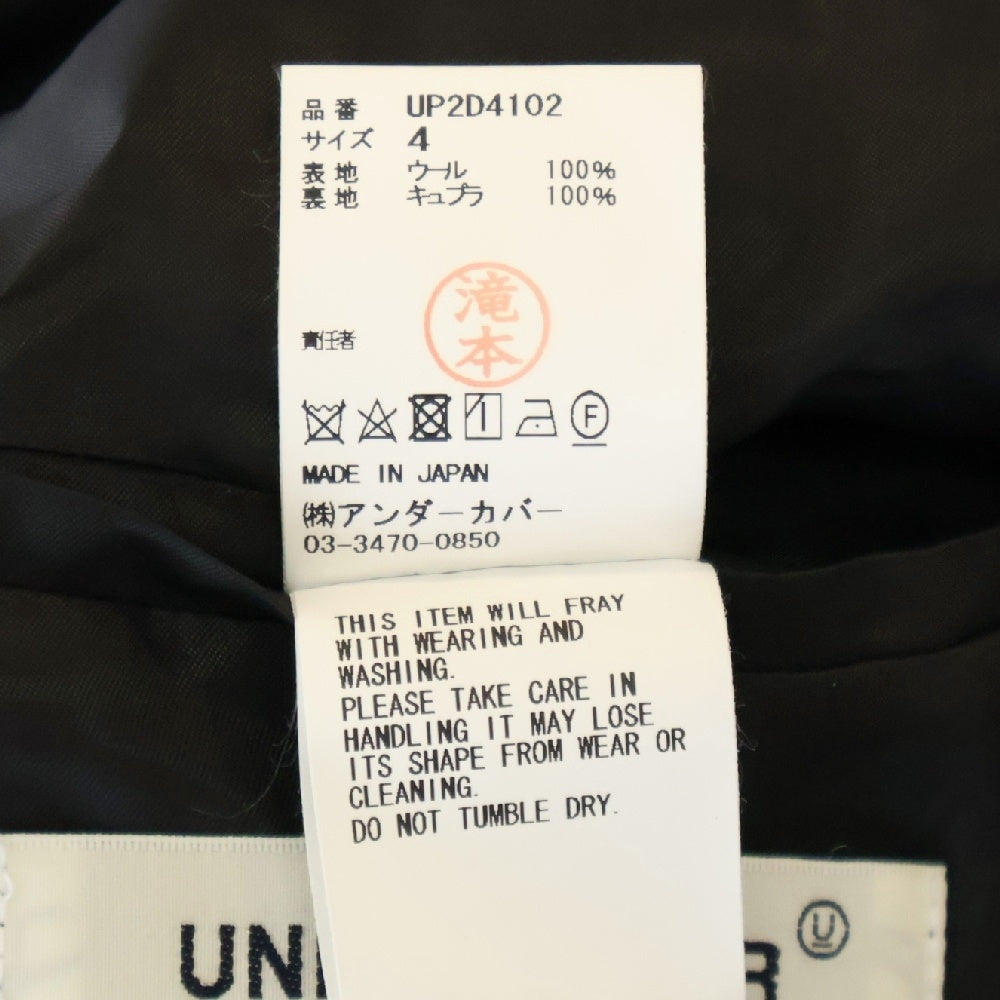 品番 UP2D4102
サイズ 4
表地 ウール 100%
裏地 キュプラ 100%
責任者 滝本
F
MADE IN JAPAN
㈱アンダーカバー
03-3470-0850
THIS ITEM WILL FRAY
WITH WEARING AND
WASHING.
PLEASE TAKE CARE IN
HANDLING IT MAY LOSE
ITS SHAPE FROM WEAR OR
CLEANING.
DO NOT TUMBLE DRY.
U